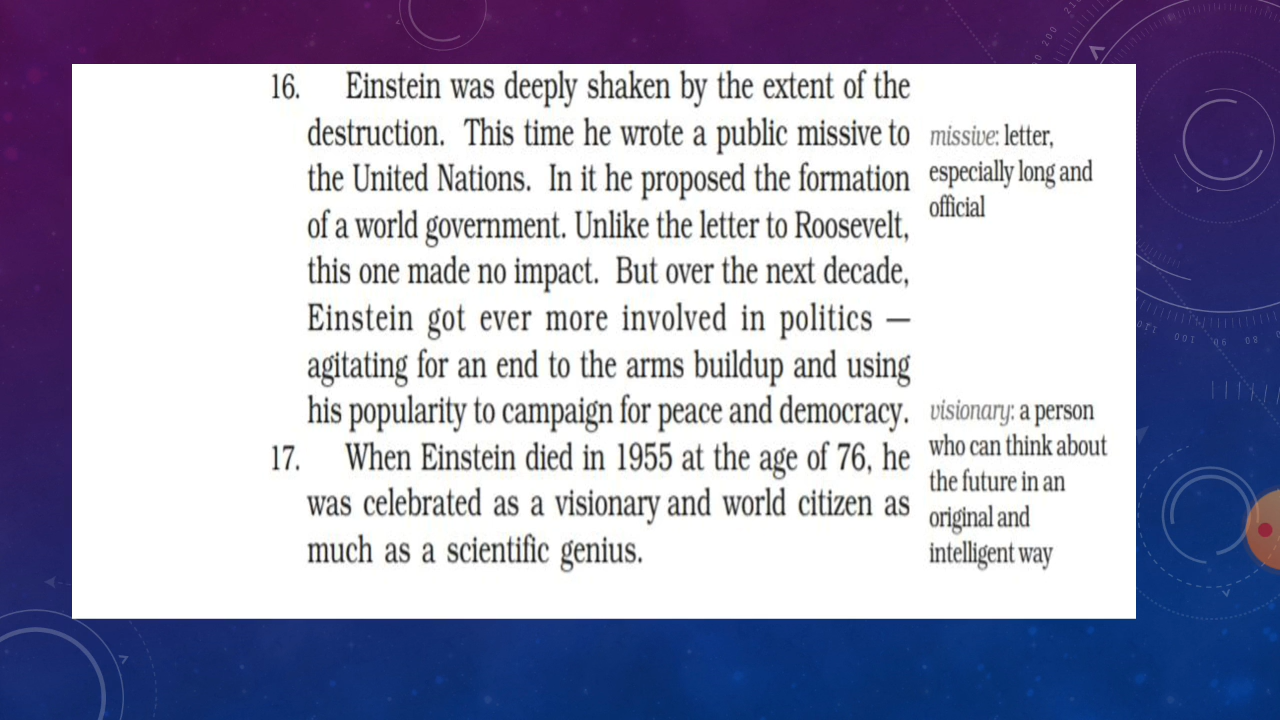 16. Einstein was deeply shaken by the extent of the
destruction. This time he wrote a public missive to
the United Nations. In it he proposed the formation
of a world government. Unlike the letter to Roosevelt,
this one made no impact. But over the next decade,
Einstein got ever more involved in politics —
agitating for an end to the arms buildup and using
his popularity to campaign for peace and democracy.
17. When Einstein died in 1955 at the age of 76, he
was celebrated as a visionary and world citizen as
much as a scientific genius.
missive: letter,
especially long and
official
visionary: a person
who can think about
the future in an
original and
intelligent way
200
110
100
90
80